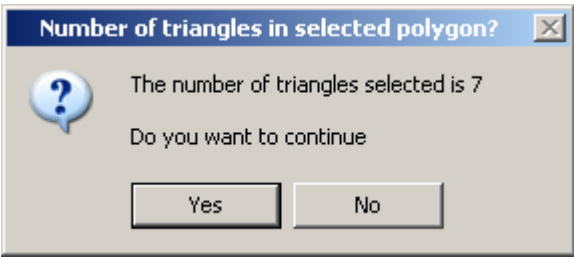 Number of triangles in selected polygon?
The number of triangles selected is 7
Do you want to continue
Yes
No